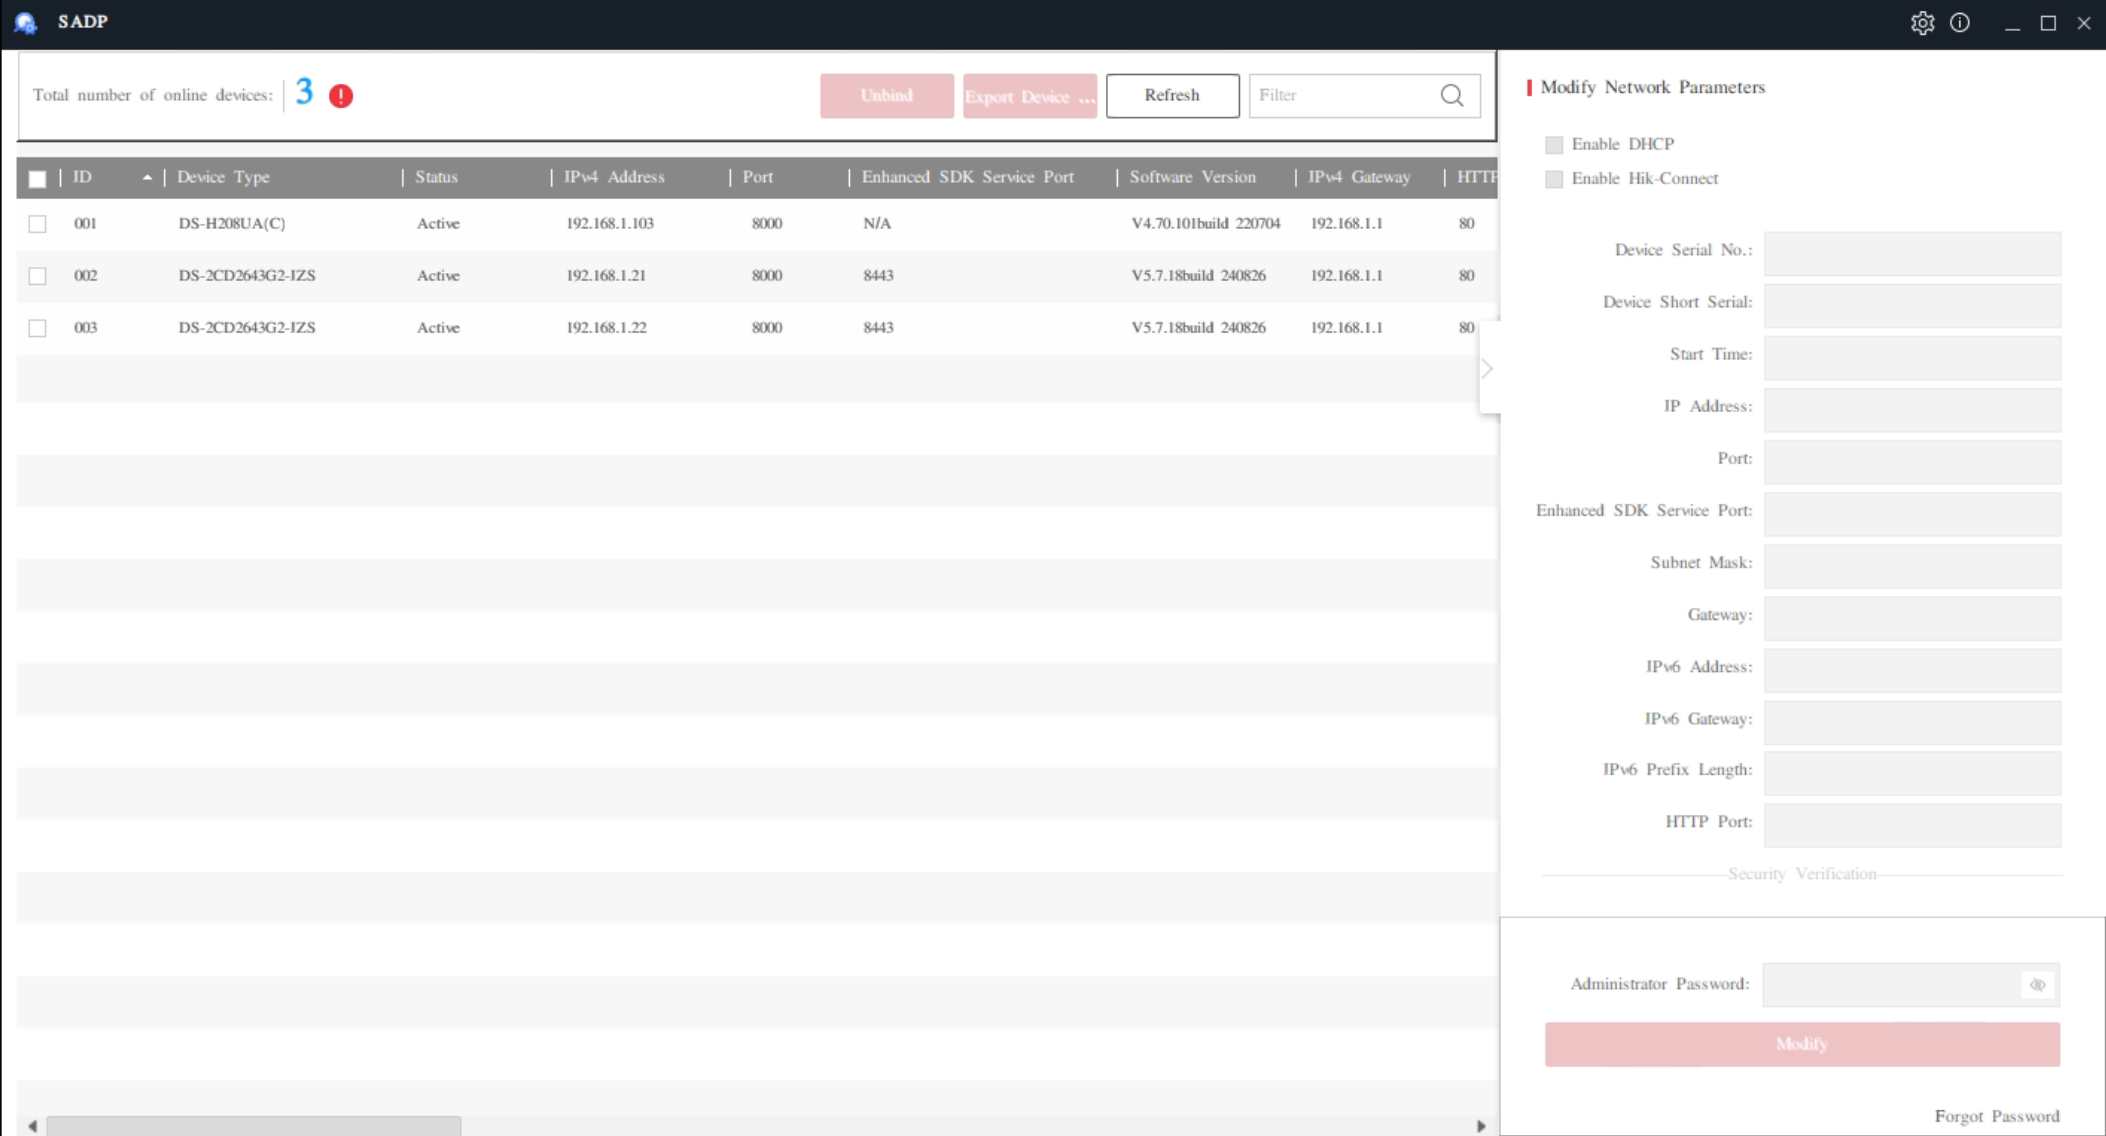 SADP
Total number of online devices: 3
Unbind
Export Device ...
Refresh
Filter
ID Device Type Status IPv4 Address Port Enhanced SDK Service Port Software Version IPv4 Gateway HTTP
001 DS-H208UA(C) Active 192.168.1.103 8000 N/A V4.70.101build 220704 192.168.1.1 80
002 DS-2CD2643G2-IZS Active 192.168.1.21 8000 8443 V5.7.18build 240826 192.168.1.1 80
003 DS-2CD2643G2-IZS Active 192.168.1.22 8000 8443 V5.7.18build 240826 192.168.1.1 80
Modify Network Parameters
Enable DHCP
Enable Hik-Connect
Device Serial No.:
Device Short Serial:
Start Time:
IP Address:
Port:
Enhanced SDK Service Port:
Subnet Mask:
Gateway:
IPv6 Address:
IPv6 Gateway:
IPv6 Prefix Length:
HTTP Port:
Security Verification
Administrator Password:
Modify
Forgot Password